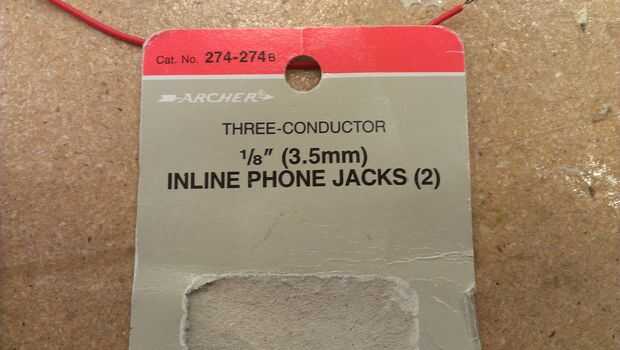 Cat. No. 274-274B
ARCHER
THREE-CONDUCTOR
1/8" (3.5mm)
INLINE PHONE JACKS (2)